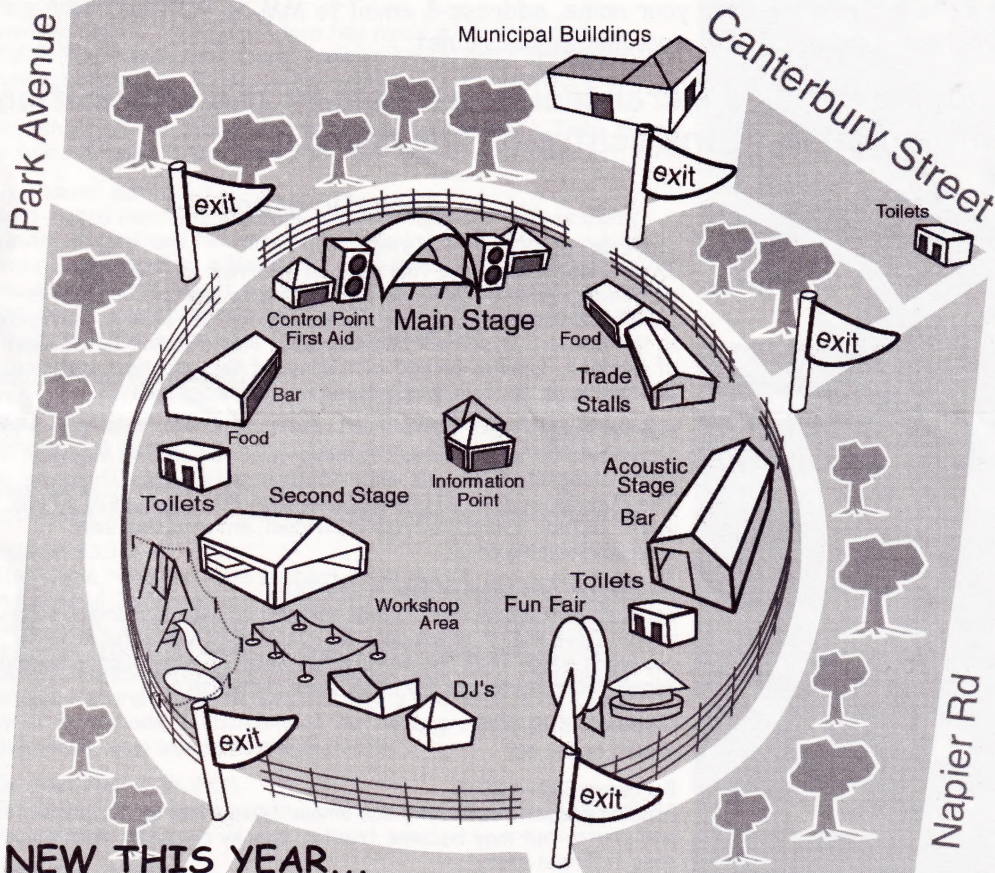 Park Avenue
Municipal Buildings
Canterbury Street
exit
exit
Toilets
Control Point
First Aid
Main Stage
Food
exit
Trade
Stalls
Bar
Food
Toilets
Second Stage
Information
Point
Acoustic
Stage
Bar
Toilets
Workshop
Area
Fun Fair
DJ's
exit
exit
Napier Rd
NEW THIS YEAR...